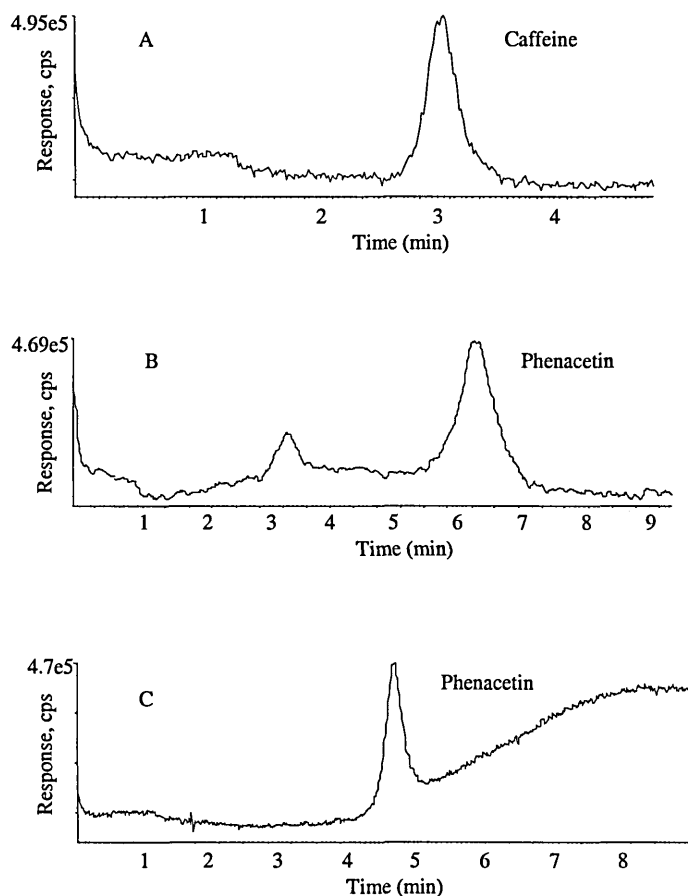 4.95e5
A
Caffeine
Response, cps
1 2 3 4
Time (min)
4.69e5
B
Phenacetin
Response, cps
1 2 3 4 5 6 7 8 9
Time (min)
4.7e5
C
Phenacetin
Response, cps
1 2 3 4 5 6 7 8
Time (min)